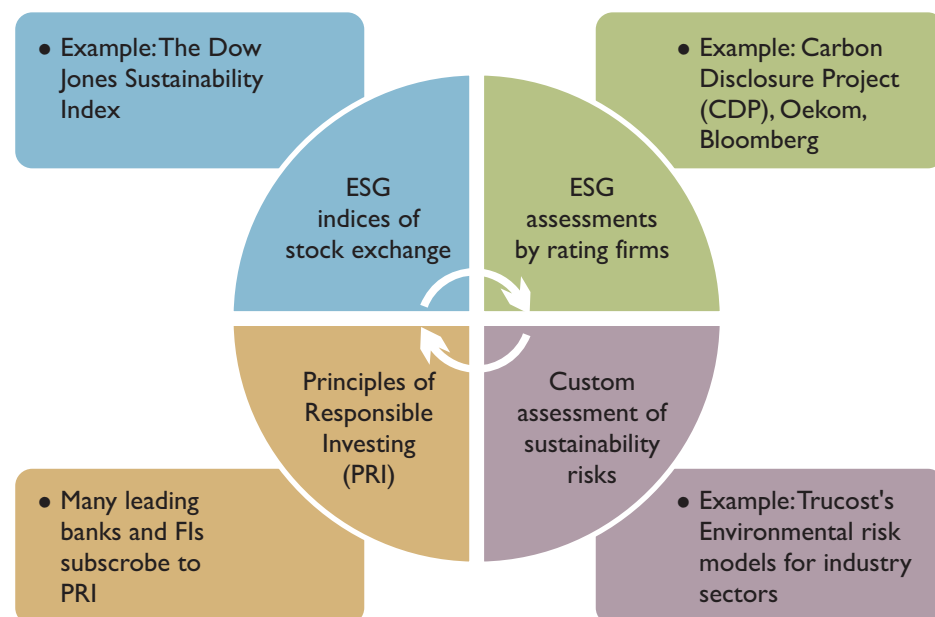 ● Example: The Dow
Jones Sustainability
Index
● Example: Carbon
Disclosure Project
(CDP), Oekom,
Bloomberg
ESG
indices of
stock exchange
ESG
assessments
by rating firms
Principles of
Responsible
Investing
(PRI)
Custom
assessment of
sustainability
risks
● Many leading
banks and FIs
subscrobe to
PRI
● Example: Trucost's
Environmental risk
models for industry
sectors